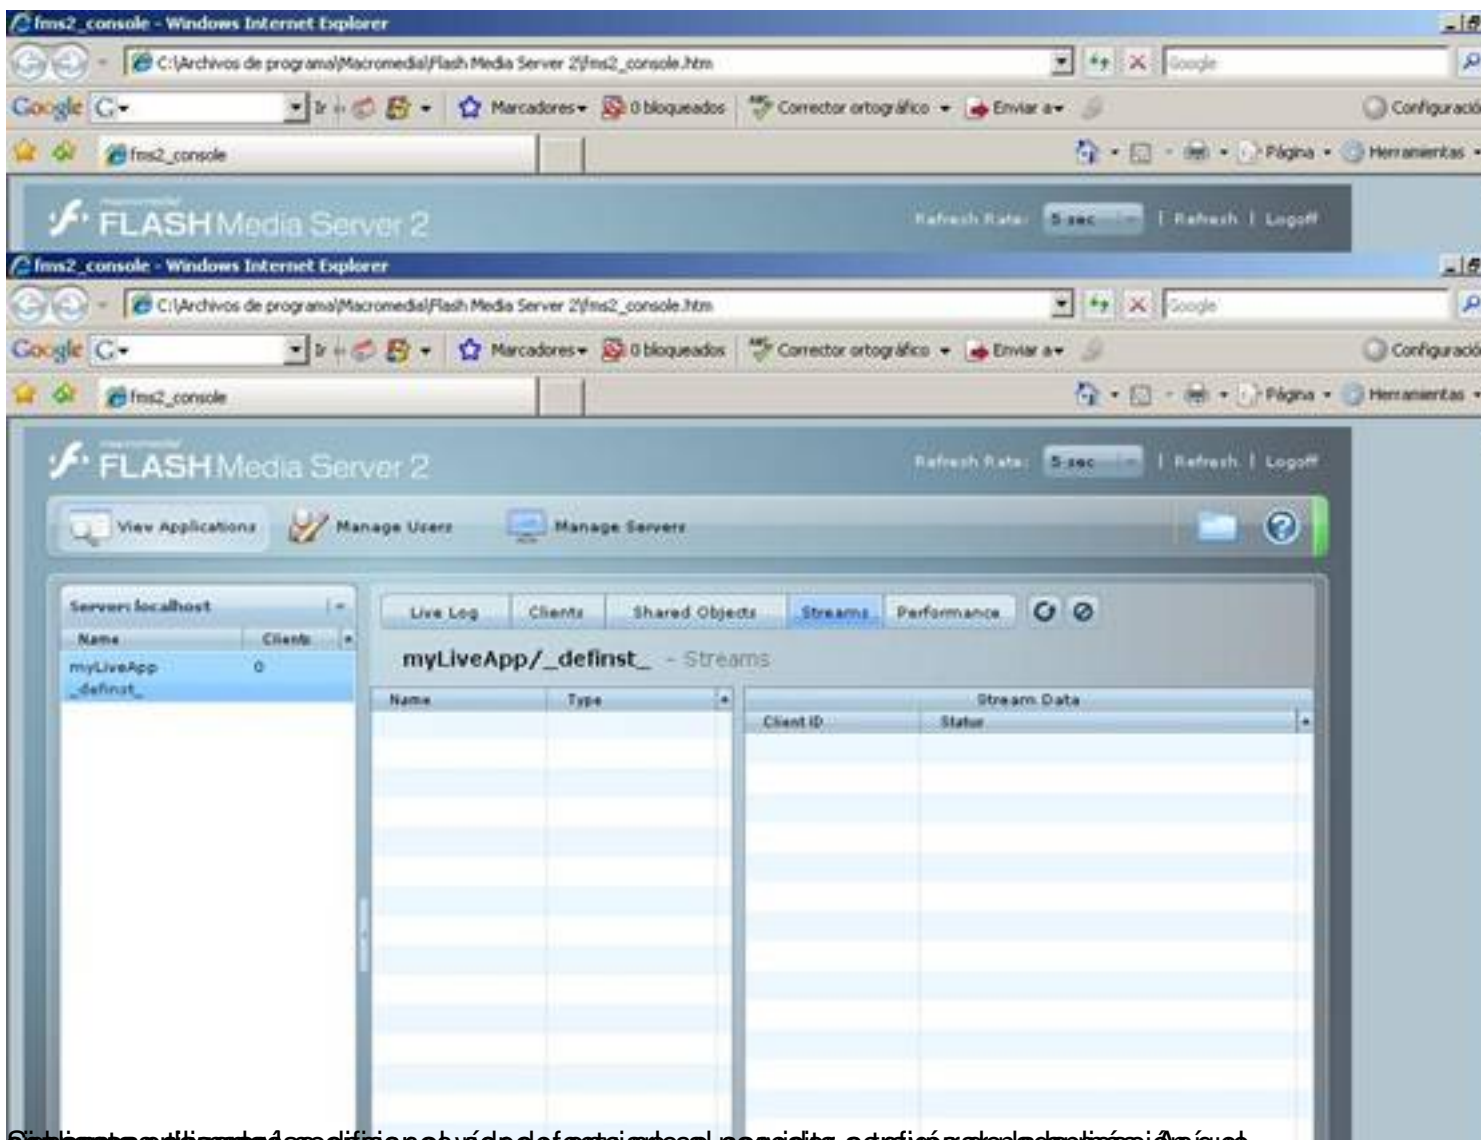 fms2_console - Windows Internet Explorer
C:\Archivos de programa\Macromedia\Flash Media Server 2\fms2_console.htm
Google
Google Ir Marcadores 0 bloqueados Corrector ortográfico Enviar a Configuració
fms2_console Página Herramientas
macromedia
FLASH Media Server 2 Refresh Rate: 5 sec | Refresh | Logoff
fms2_console - Windows Internet Explorer
C:\Archivos de programa\Macromedia\Flash Media Server 2\fms2_console.htm
Google
Google Ir Marcadores 0 bloqueados Corrector ortográfico Enviar a Configuració
fms2_console Página Herramientas
macromedia
FLASH Media Server 2 Refresh Rate: 5 sec | Refresh | Logoff
View Applications Manage Users Manage Servers
Server: localhost
Name Clients
myLiveApp 0
_definst_
Live Log Clients Shared Objects Streams Performance
myLiveApp/_definst_ - Streams
Name Type
Stream Data
Client ID Status